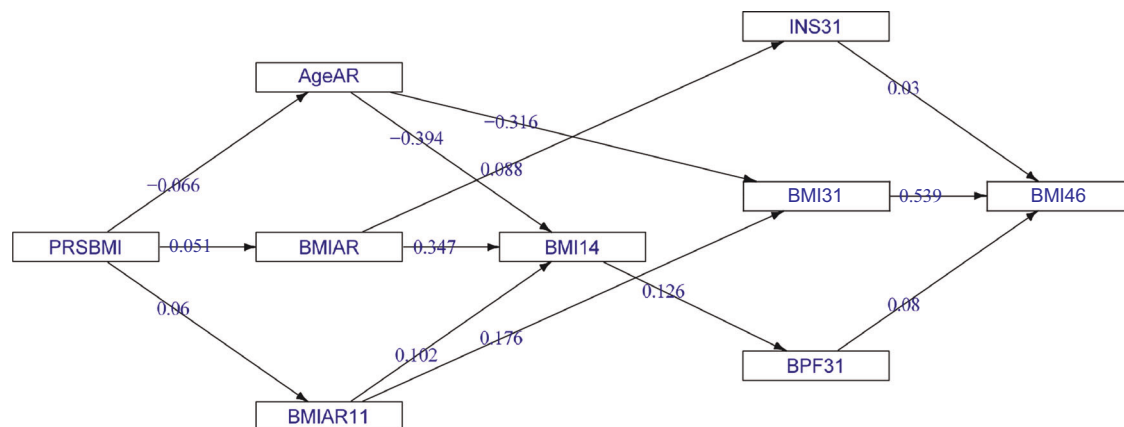 INS31
AgeAR
0.03
−0.316
−0.394
0.088
−0.066
BMI31
0.539
BMI46
PRSBMI
0.051
BMIAR
0.347
BMI14
0.126
0.06
0.08
0.102
0.176
BPF31
BMIAR11